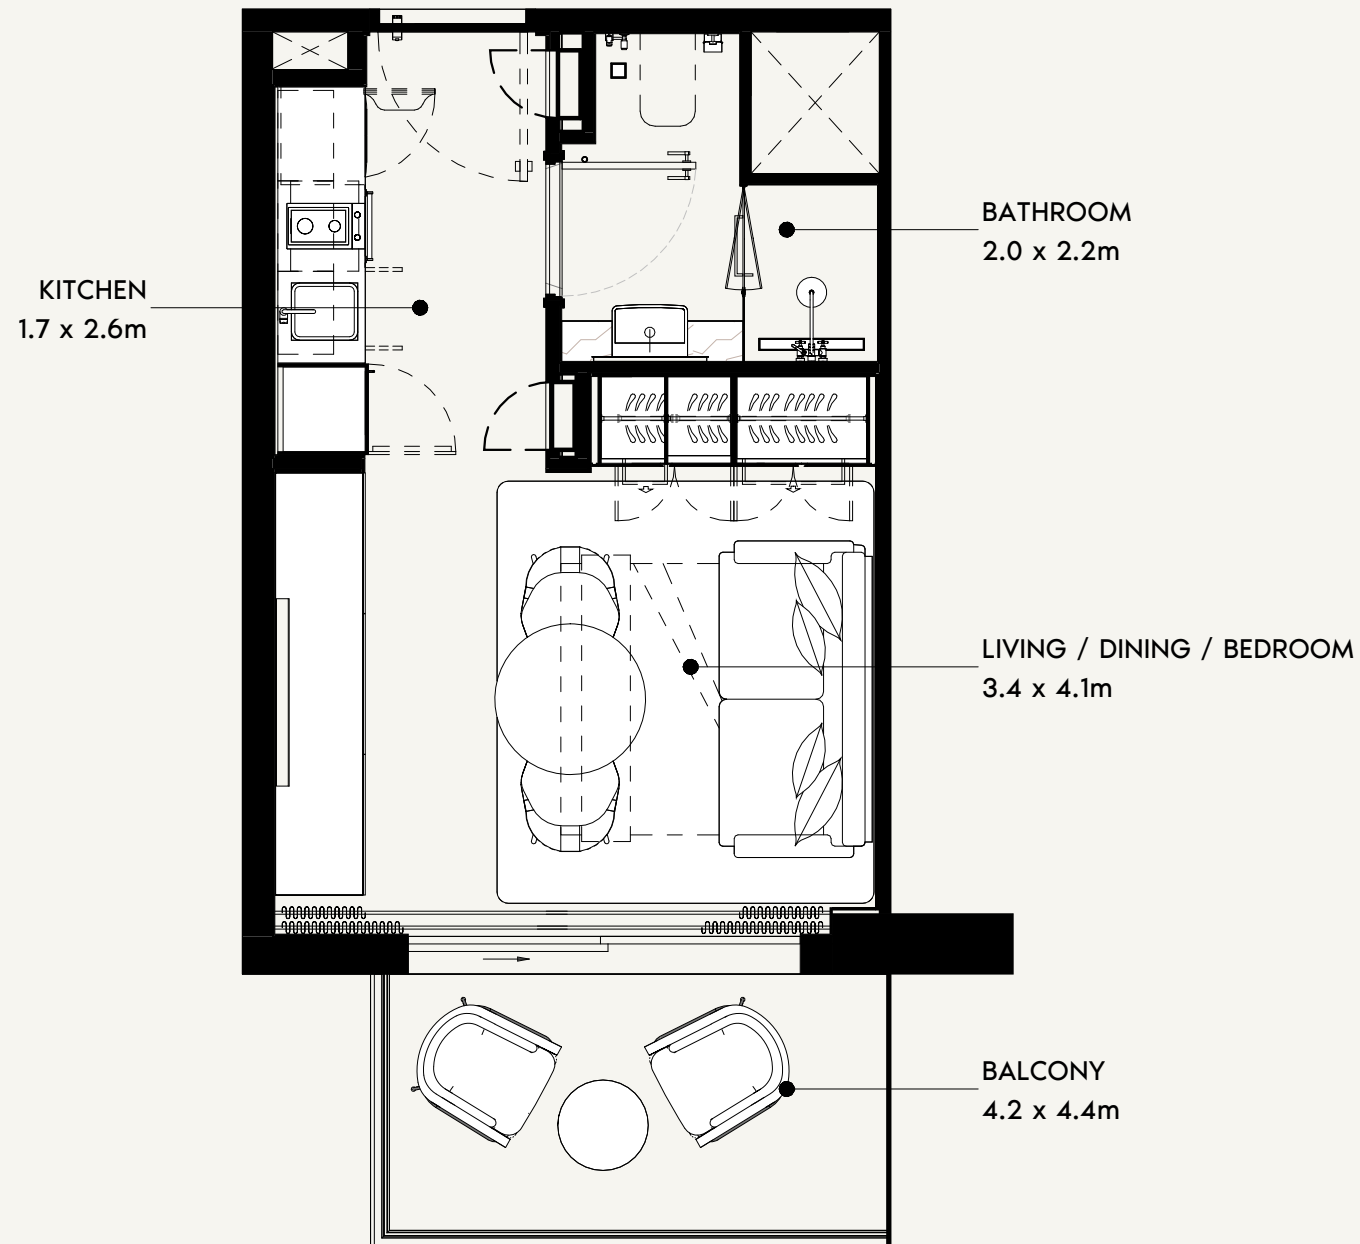 BATHROOM
2.0 x 2.2m
KITCHEN
1.7 x 2.6m
LIVING / DINING / BEDROOM
3.4 x 4.1m
BALCONY
4.2 x 4.4m